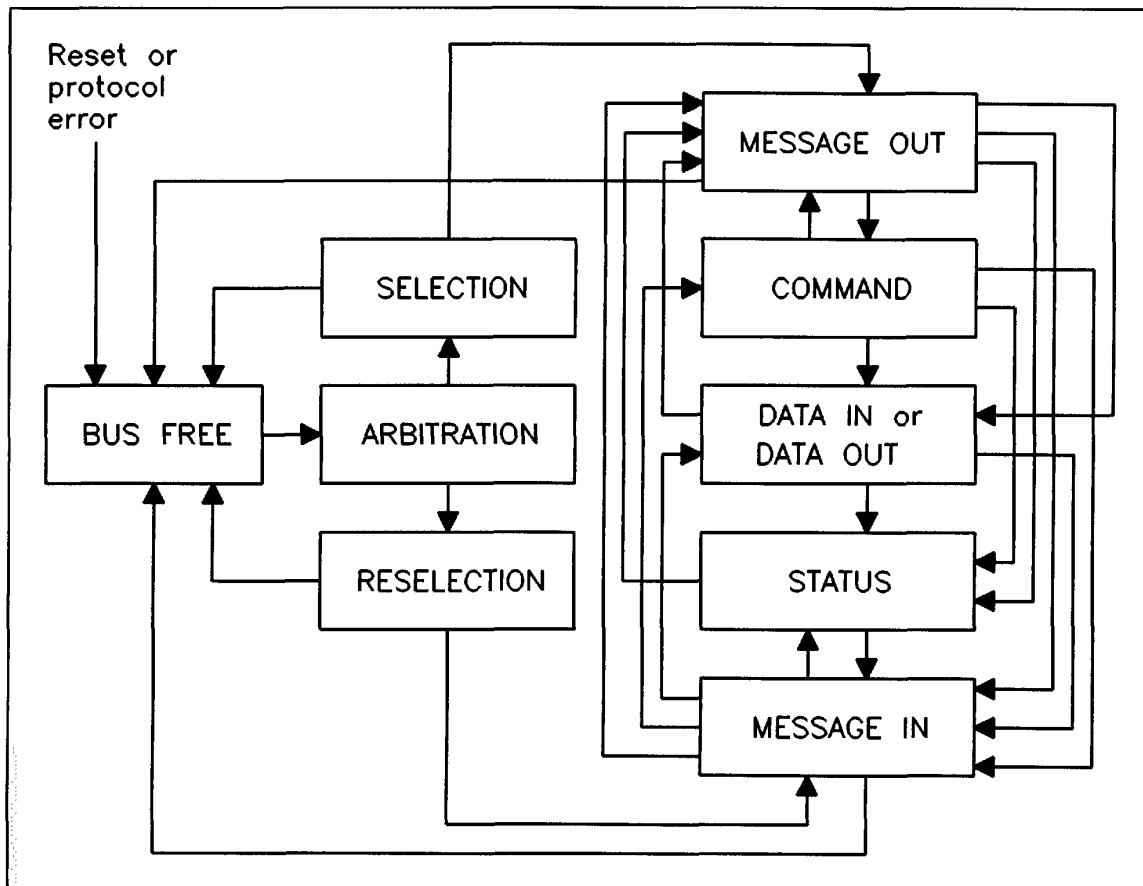 Reset or
protocol
error
MESSAGE OUT
SELECTION
COMMAND
BUS FREE
ARBITRATION
DATA IN or
DATA OUT
RESELECTION
STATUS
MESSAGE IN